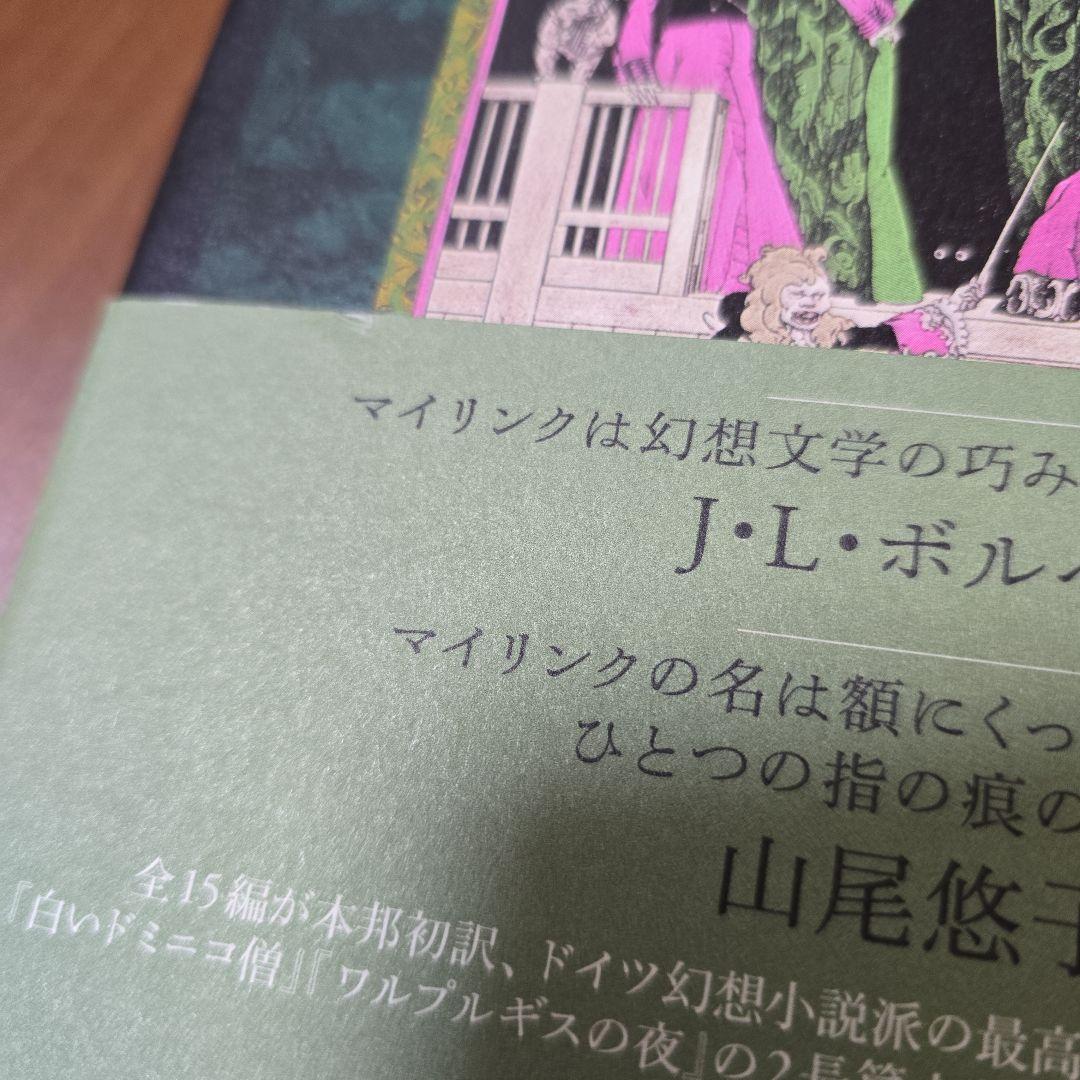 マイリンクは幻想文学の巧み
J・L・ボル
マイリンクの名は額にくっ
ひとつの指の痕の
山尾悠子
全15編が本邦初訳、ドイツ幻想小説派の最高
『白いドミニコ僧』『ワルプルギスの夜』の2長篇